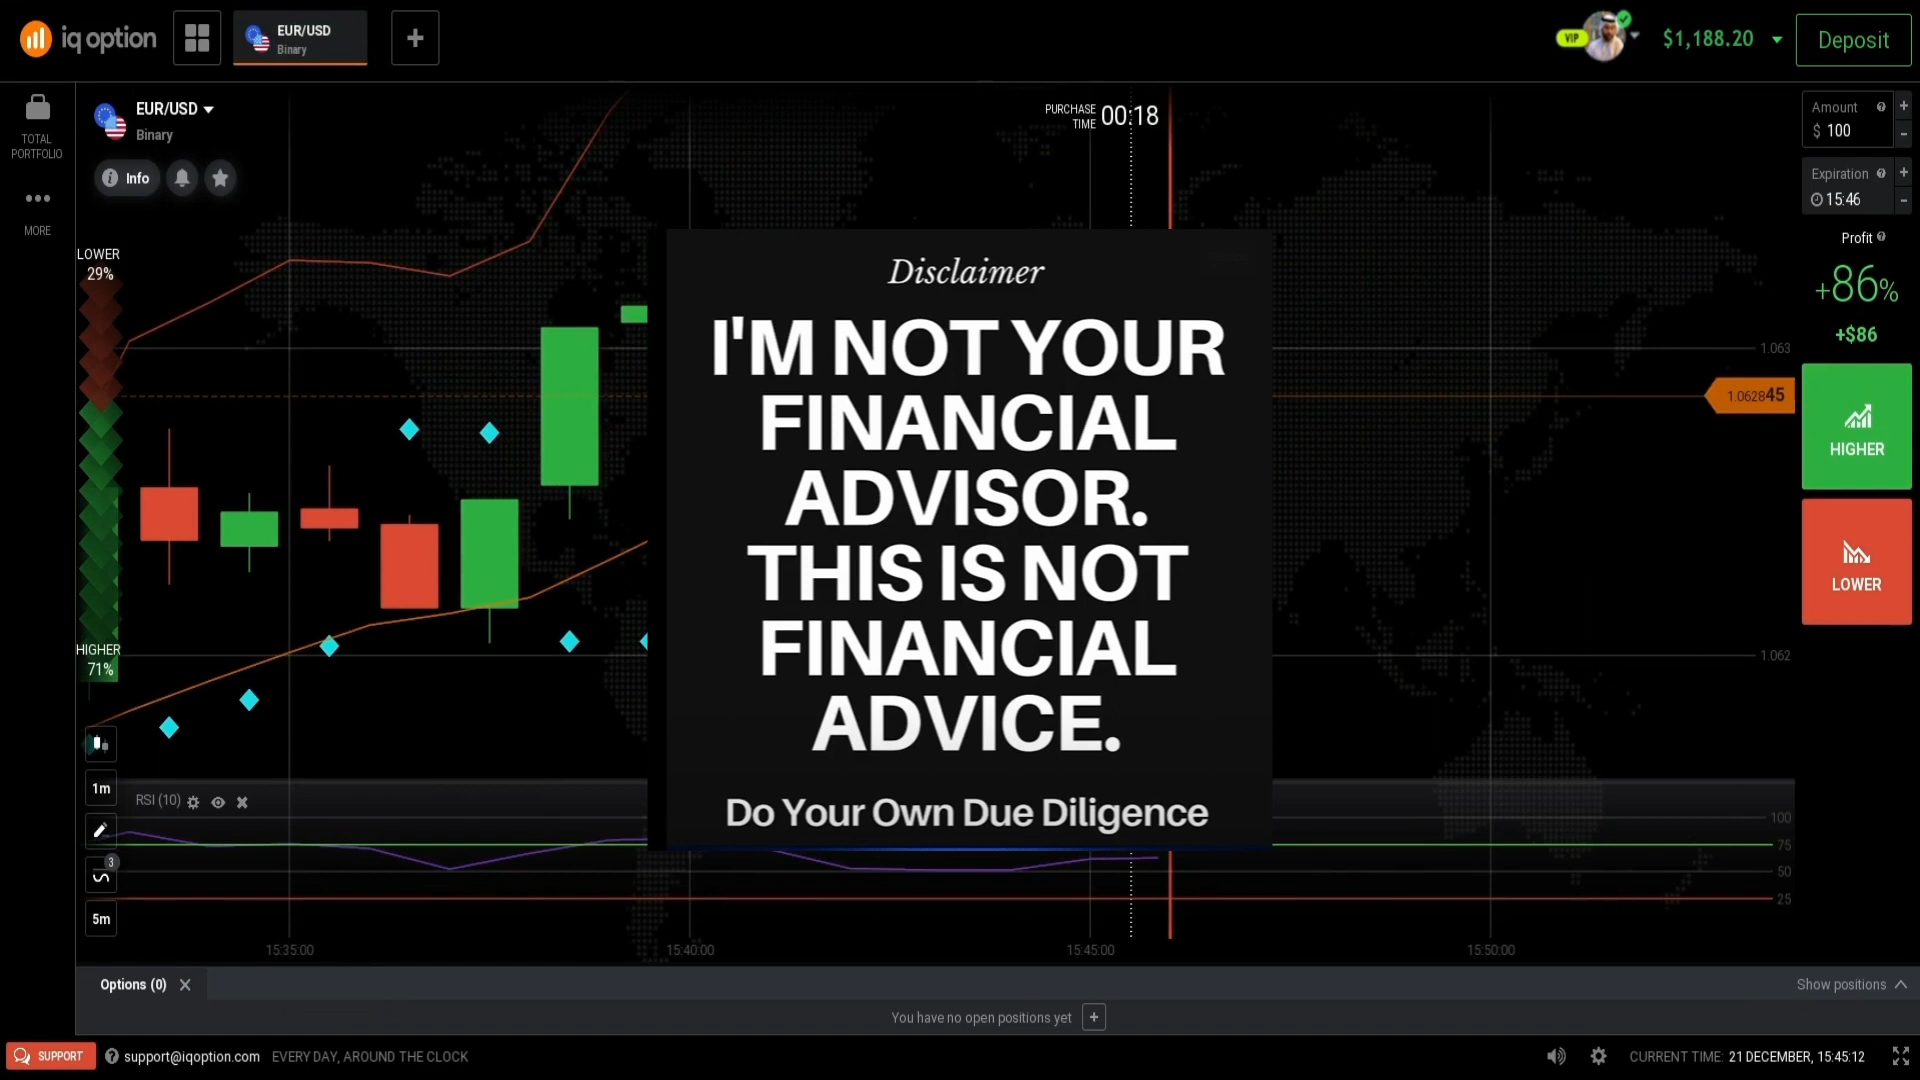 iq option
EUR/USD
Binary
+
VIP
$1,188.20
Deposit
TOTAL
PORTFOLIO
MORE
EUR/USD
Binary
Info
PURCHASE
TIME
00:18
Amount
$ 100
+
-
Expiration
15:46
+
-
Profit
+86%
+$86
HIGHER
LOWER
LOWER
29%
HIGHER
71%
1.063
1.062845
1.062
Disclaimer
I'M NOT YOUR
FINANCIAL
ADVISOR.
THIS IS NOT
FINANCIAL
ADVICE.
Do Your Own Due Diligence
1m
3
5m
RSI (10)
100
75
50
25
15:35:00
15:40:00
15:45:00
15:50:00
Options (0)
Show positions
You have no open positions yet
+
SUPPORT
support@iqoption.com
EVERY DAY, AROUND THE CLOCK
CURRENT TIME: 21 DECEMBER, 15:45:12